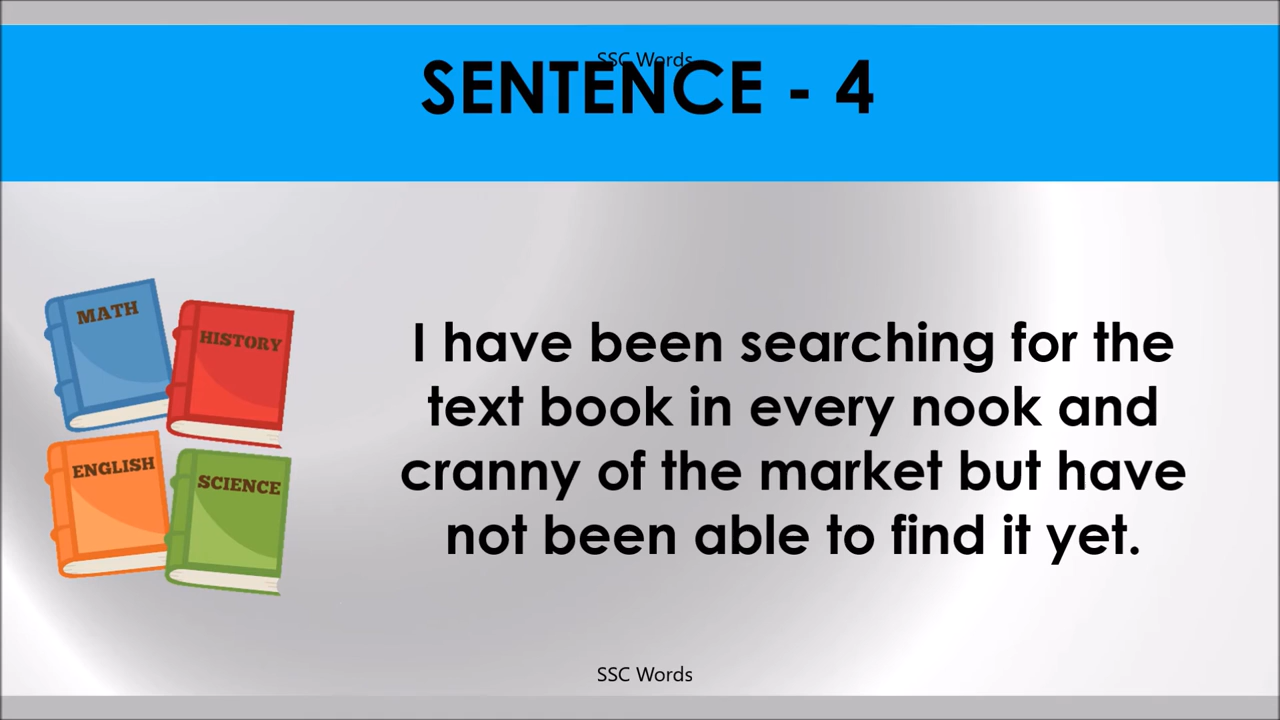 SSC Words
SENTENCE - 4
MATH
HISTORY
ENGLISH
SCIENCE
I have been searching for the
text book in every nook and
cranny of the market but have
not been able to find it yet.
SSC Words